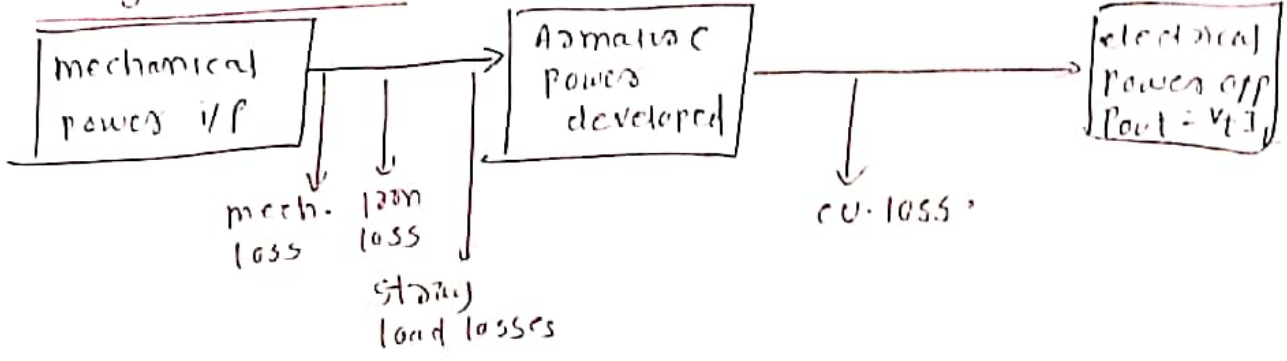 mechanical
power i/p
Armature
power
developed
electrical
power o/p
Pout = VtI
mech.
loss
Iron
loss
stray
load losses
cu. loss.